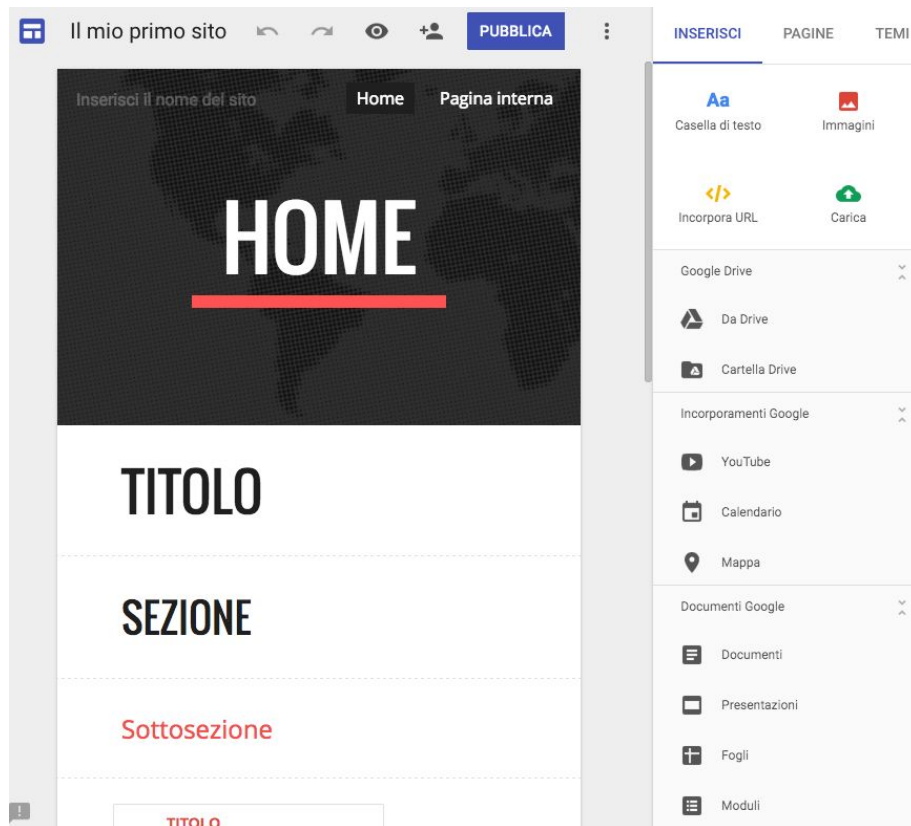 Il mio primo sito
PUBBLICA
INSERISCI PAGINE TEMI
Inserisci il nome del sito Home Pagina interna
HOME
TITOLO
SEZIONE
Sottosezione
TITOLO
Aa
Casella di testo Immagini
</>
Incorpora URL Carica
Google Drive
Da Drive
Cartella Drive
Incorporamenti Google
YouTube
Calendario
Mappa
Documenti Google
Documenti
Presentazioni
Fogli
Moduli